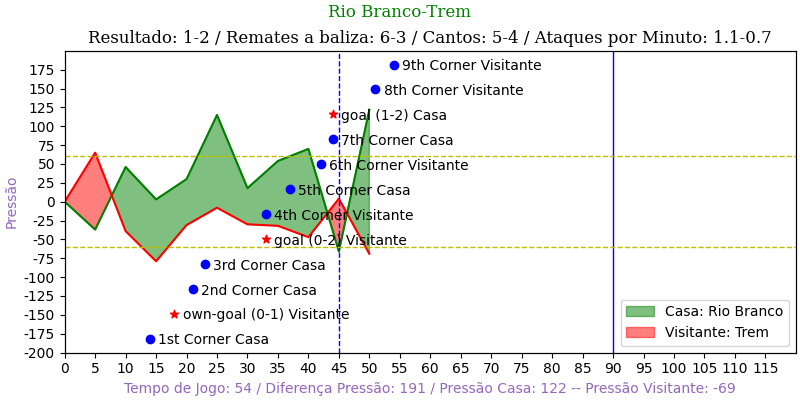 Rio Branco-Trem
Resultado: 1-2 / Remates a baliza: 6-3 / Cantos: 5-4 / Ataques por Minuto: 1.1-0.7
Pressão
175
150
125
100
75
50
25
0
-25
-50
-75
-100
-125
-150
-175
-200
9th Corner Visitante
8th Corner Visitante
goal (1-2) Casa
7th Corner Casa
6th Corner Visitante
5th Corner Casa
4th Corner Visitante
goal (0-2) Visitante
3rd Corner Casa
2nd Corner Casa
own-goal (0-1) Visitante
1st Corner Casa
Casa: Rio Branco
Visitante: Trem
0 5 10 15 20 25 30 35 40 45 50 55 60 65 70 75 80 85 90 95 100 105 110 115
Tempo de Jogo: 54 / Diferença Pressão: 191 / Pressão Casa: 122 -- Pressão Visitante: -69